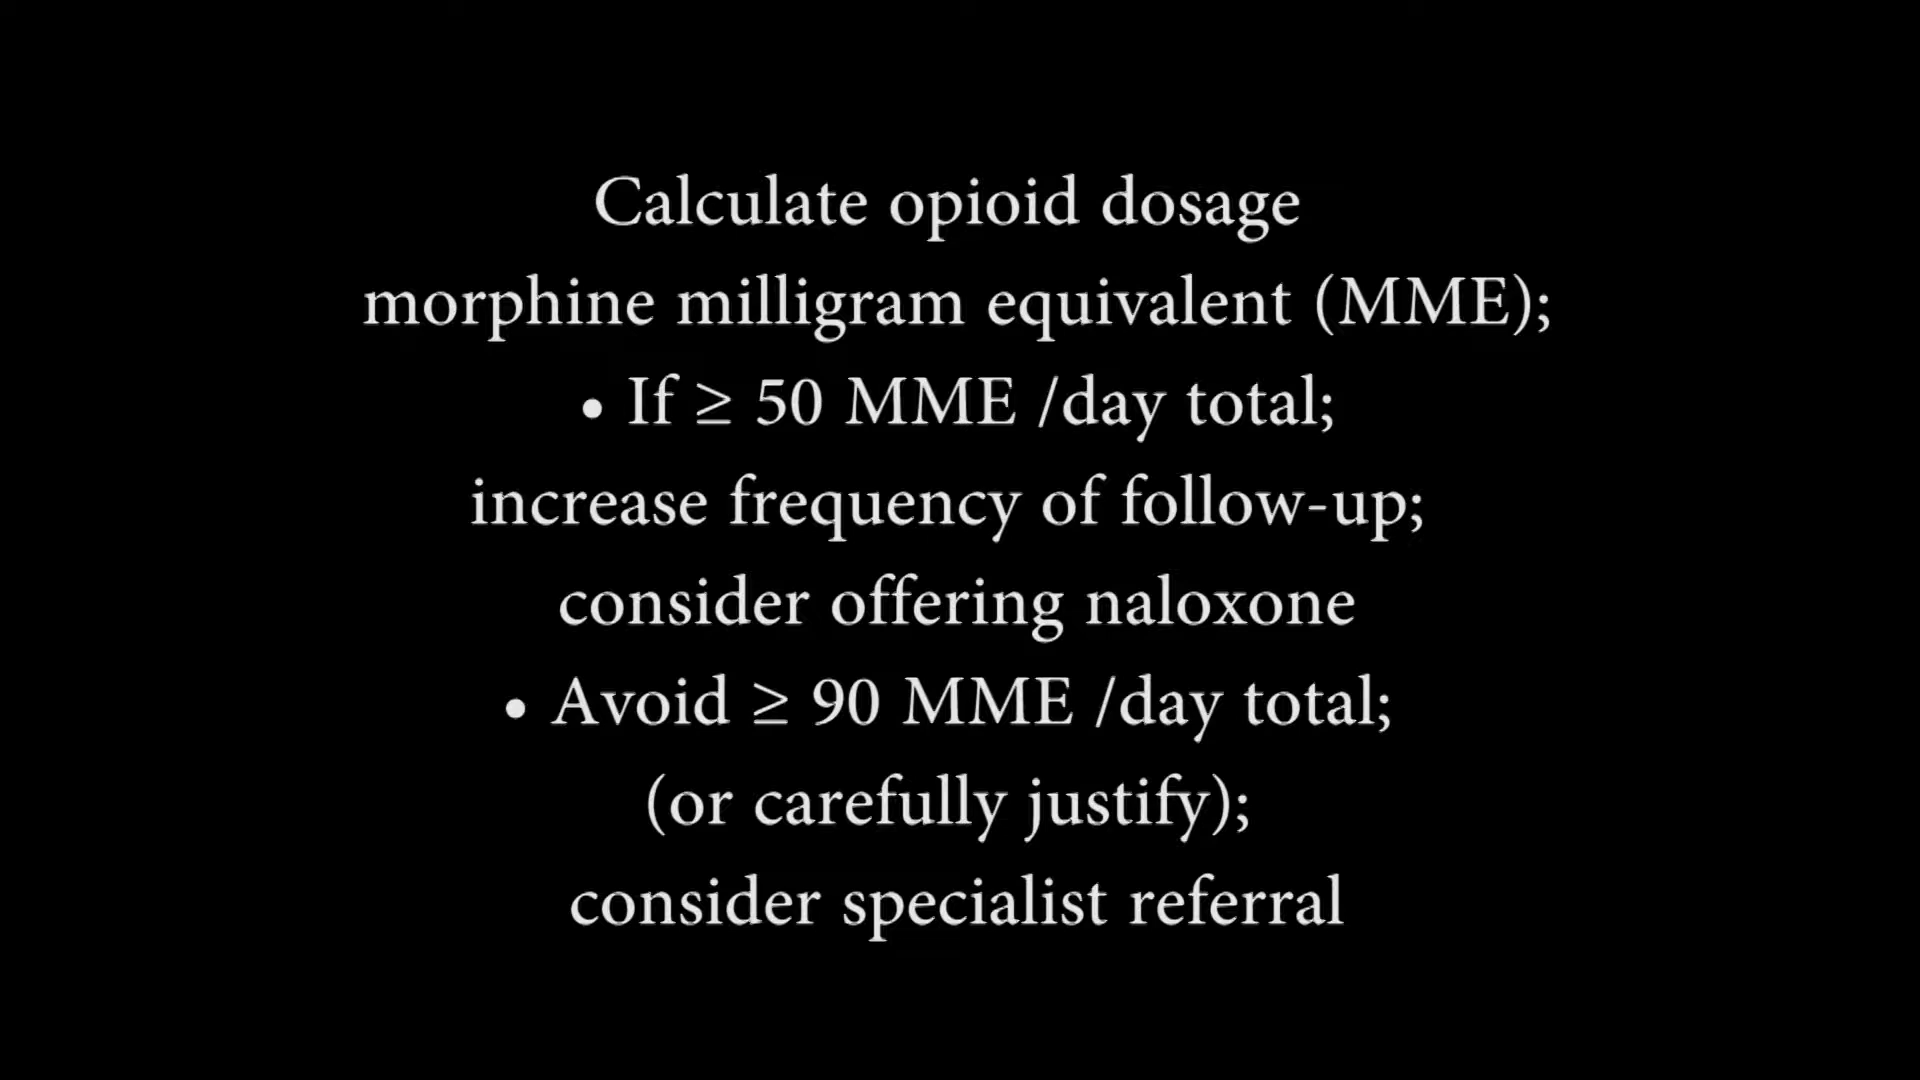 Calculate opioid dosage
morphine milligram equivalent (MME);
• If ≥ 50 MME /day total;
increase frequency of follow-up;
consider offering naloxone
• Avoid ≥ 90 MME /day total;
(or carefully justify);
consider specialist referral